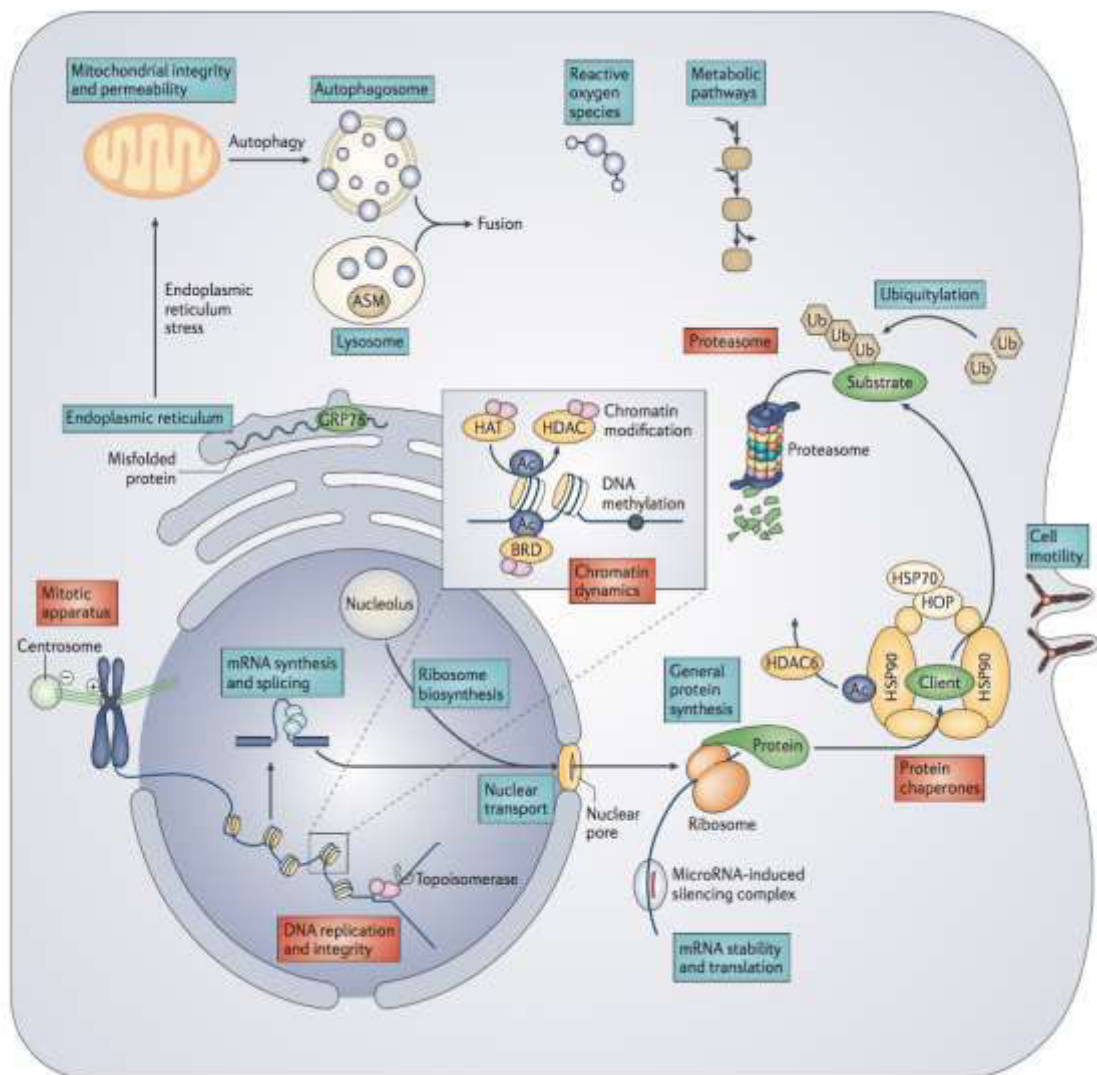 Mitochondrial integrity
and permeability
Autophagosome
Reactive
oxygen
species
Metabolic
pathways
Autophagy
Fusion
Endoplasmic
reticulum
stress
ASM
Lysosome
Ubiquitylation
Ub
Ub
Ub
Ub
Ub
Proteasome
Substrate
Endoplasmic reticulum
GRP78
Misfolded
protein
HAT
HDAC
Chromatin
modification
Ac
DNA
methylation
Ac
BRD
Chromatin
dynamics
Proteasome
Cell
motility
Mitotic
apparatus
Centrosome
−
+
Nucleolus
mRNA synthesis
and splicing
Ribosome
biosynthesis
General
protein
synthesis
HSP70
HOP
HDAC6
Ac
HSP90
Client
HSP90
Protein
Protein
chaperones
Nuclear
transport
Nuclear
pore
Ribosome
Topoisomerase
MicroRNA-induced
silencing complex
DNA replication
and integrity
mRNA stability
and translation